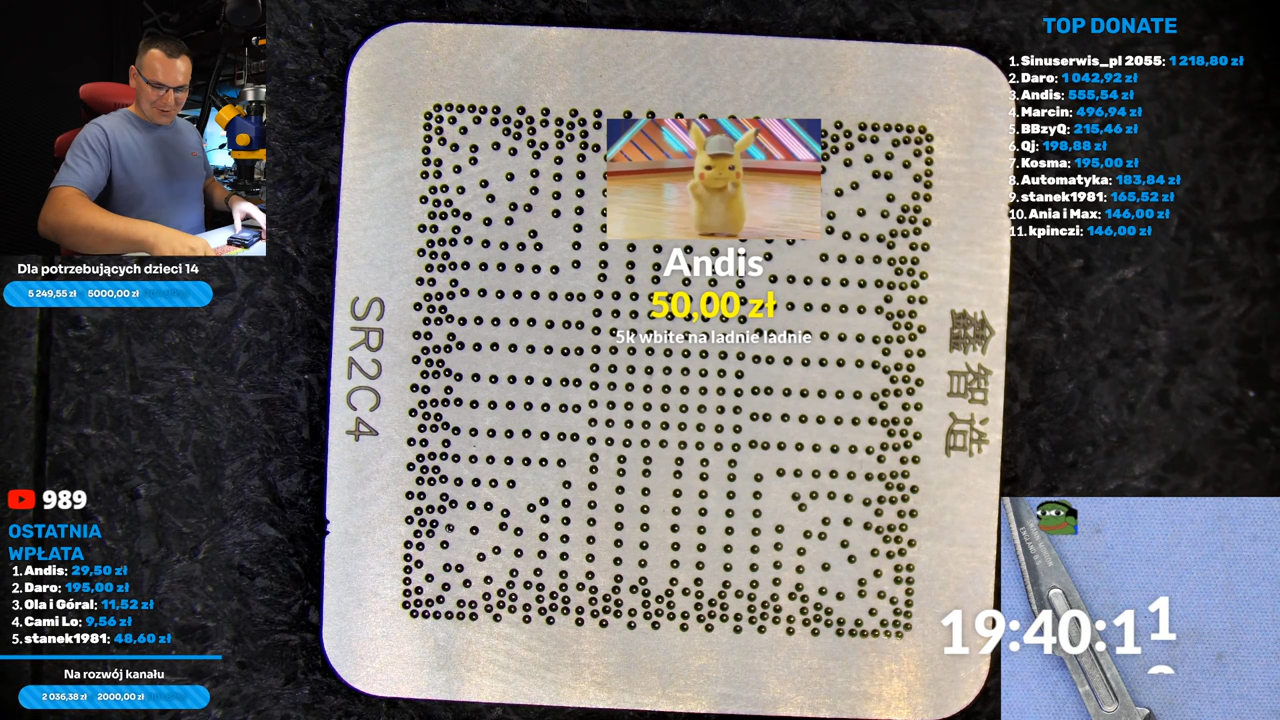 TOP DONATE
1. Sinuserwis_pl 2055: 1 218,80 zł
2. Daro: 1 042,92 zł
3. Andis: 555,54 zł
4. Marcin: 496,94 zł
5. BBzyQ: 215,46 zł
6. Qj: 198,88 zł
7. Kosma: 195,00 zł
8. Automatyka: 183,84 zł
9. stanek1981: 165,52 zł
10. Ania i Max: 146,00 zł
11. kpinczi: 146,00 zł
Dla potrzebujących dzieci 14
5 249,55 zł 5000,00 zł
Andis
50,00 zł
5k wbite na ladnie ladnie
SR2C4
鑫智造
989
OSTATNIA
WPŁATA
1. Andis: 29,50 zł
2. Daro: 195,00 zł
3. Ola i Góral: 11,52 zł
4. Cami Lo: 9,56 zł
5. stanek1981: 48,60 zł
Na rozwój kanału
2 036,38 zł 2000,00 zł
19:40:11